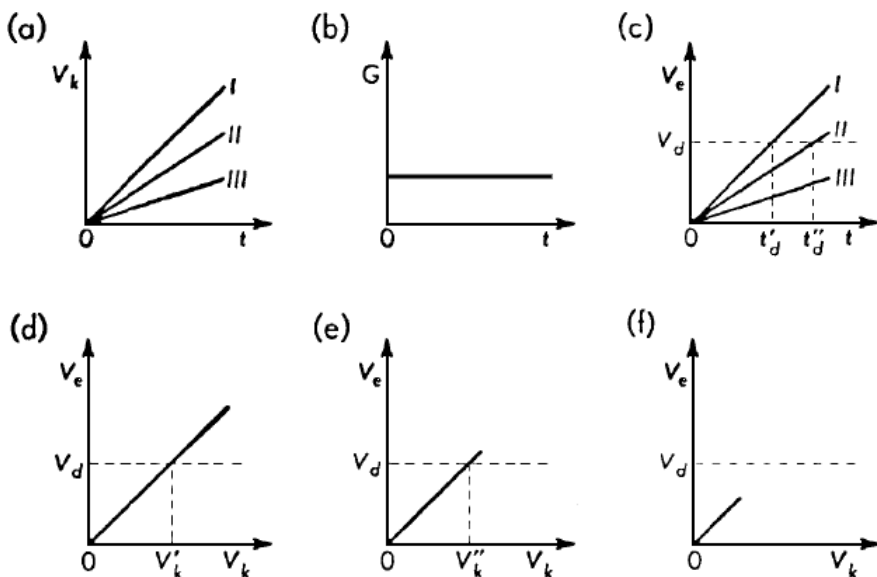 (a)
V_k
I
II
III
0
t
(b)
G
0
t
(c)
V_e
V_d
I
II
III
0
t'_d
t''_d
t
(d)
V_e
V_d
0
V'_k
V_k
(e)
V_e
V_d
0
V''_k
V_k
(f)
V_e
V_d
0
V_k